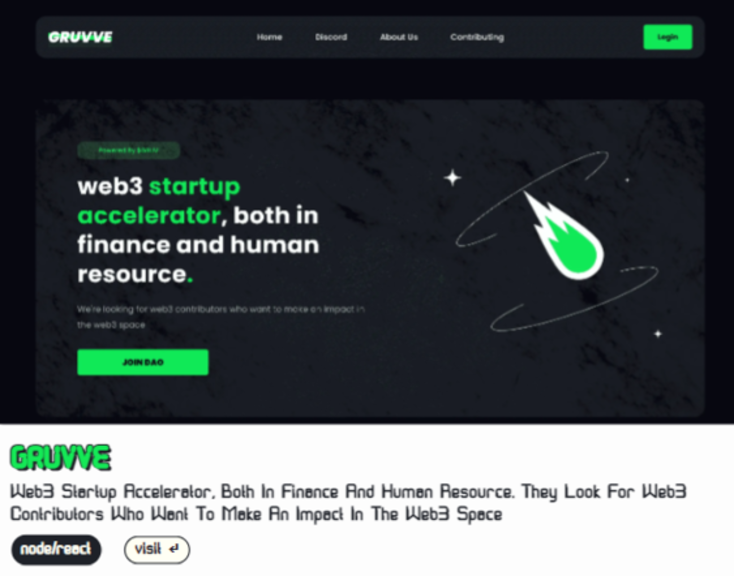 GRUVVE
Home Discord About Us Contributing Login
Powered By
web3 startup
accelerator, both in
finance and human
resource.
We're looking for web3 contributors who want to make an impact in
the web3 space
JOIN DAO
GRUVVE
Web3 Startup Accelerator, Both In Finance And Human Resource. They Look For Web3
Contributors Who Want To Make An Impact In The Web3 Space
node/react visit ↵